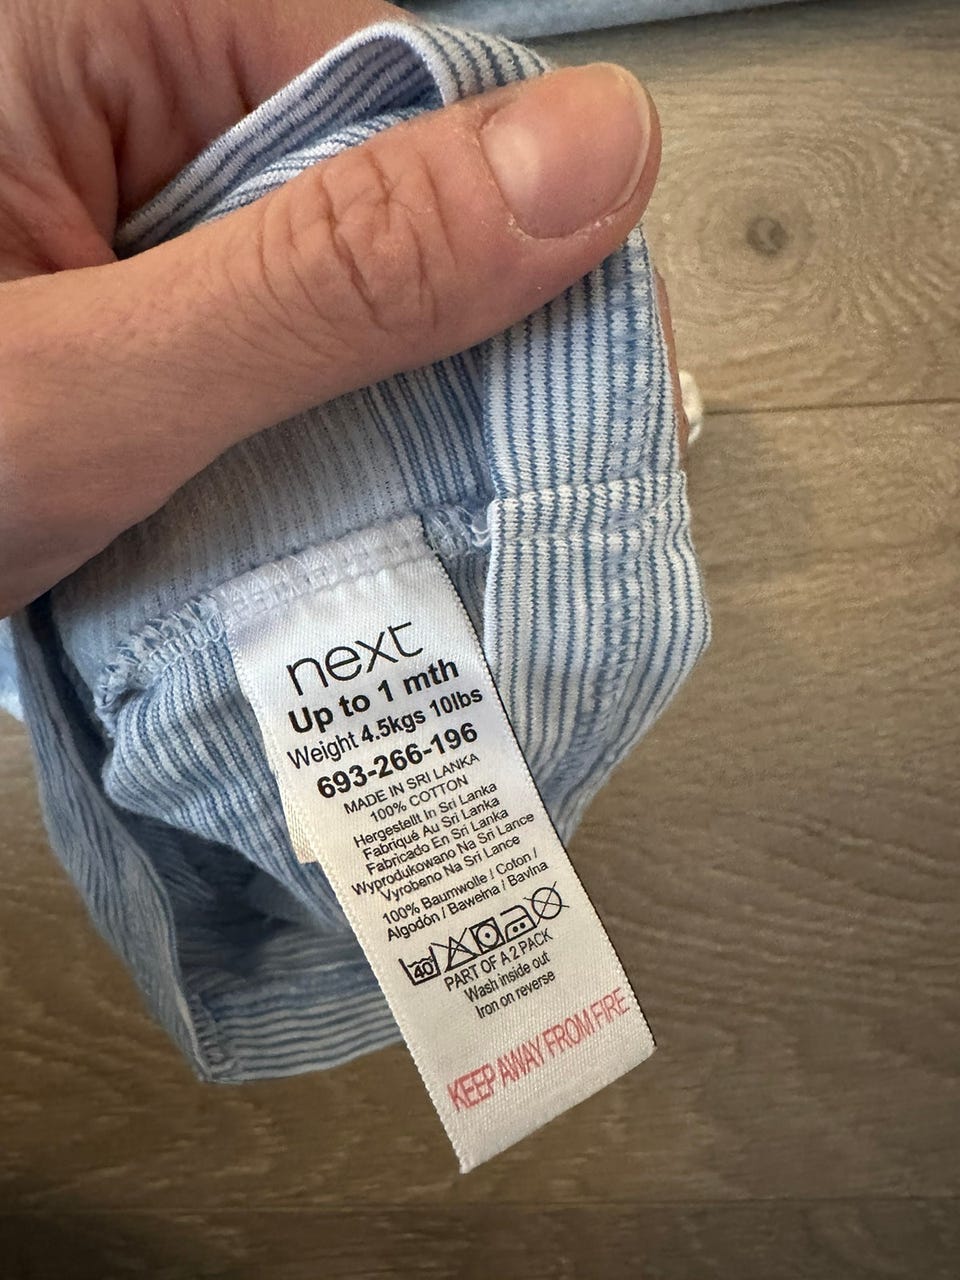 next
Up to 1 mth
Weight 4.5kgs 10lbs
693-266-196
MADE IN SRI LANKA
100% COTTON
Hergestellt In Sri Lanka
Fabriqué Au Sri Lanka
Fabricado En Sri Lanka
Wyprodukowano Na Sri Lance
Vyrobeno Na Sri Lance
100% Baumwolle / Coton /
Algodón / Bawełna / Bavlna
40
PART OF A 2 PACK
Wash inside out
Iron on reverse
KEEP AWAY FROM FIRE